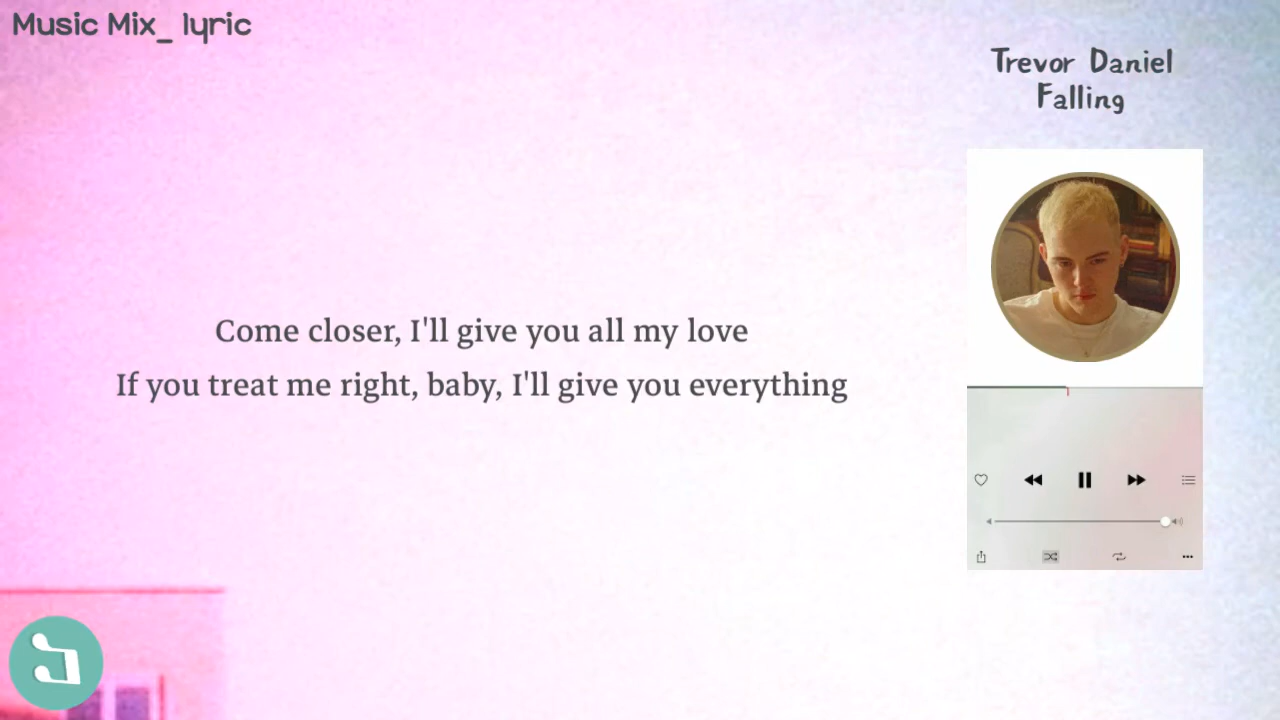 Music Mix_ lyric
Trevor Daniel
Falling
Come closer, I'll give you all my love
If you treat me right, baby, I'll give you everything